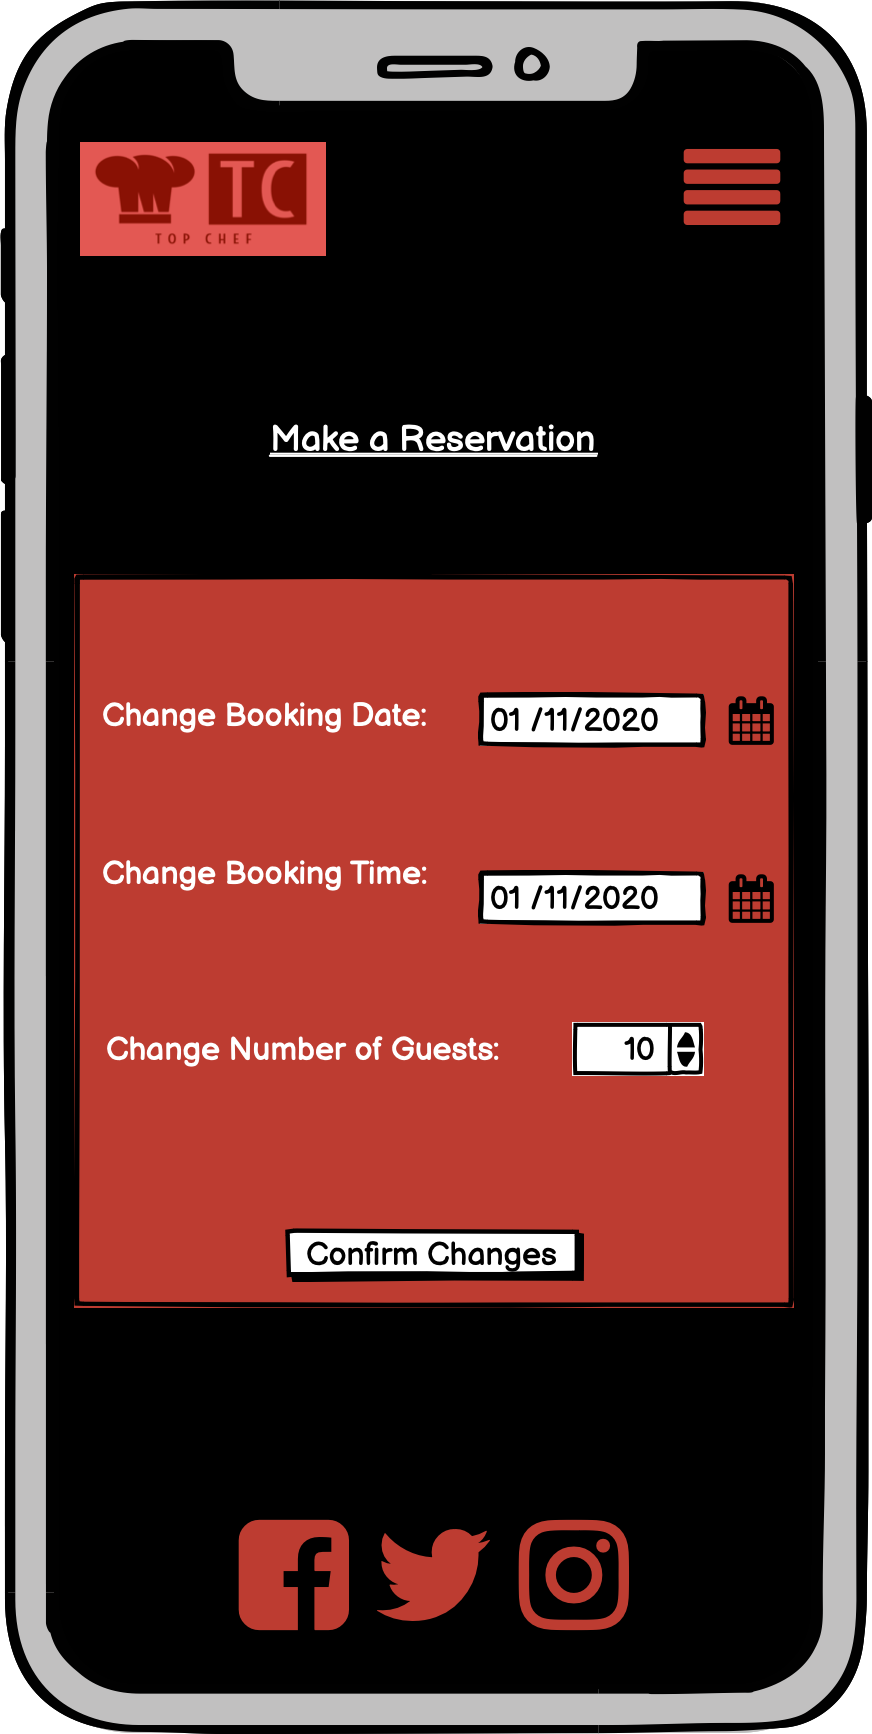 TC
TOP CHEF
Make a Reservation
Change Booking Date:
01 /11/2020
Change Booking Time:
01 /11/2020
Change Number of Guests:
10
Confirm Changes